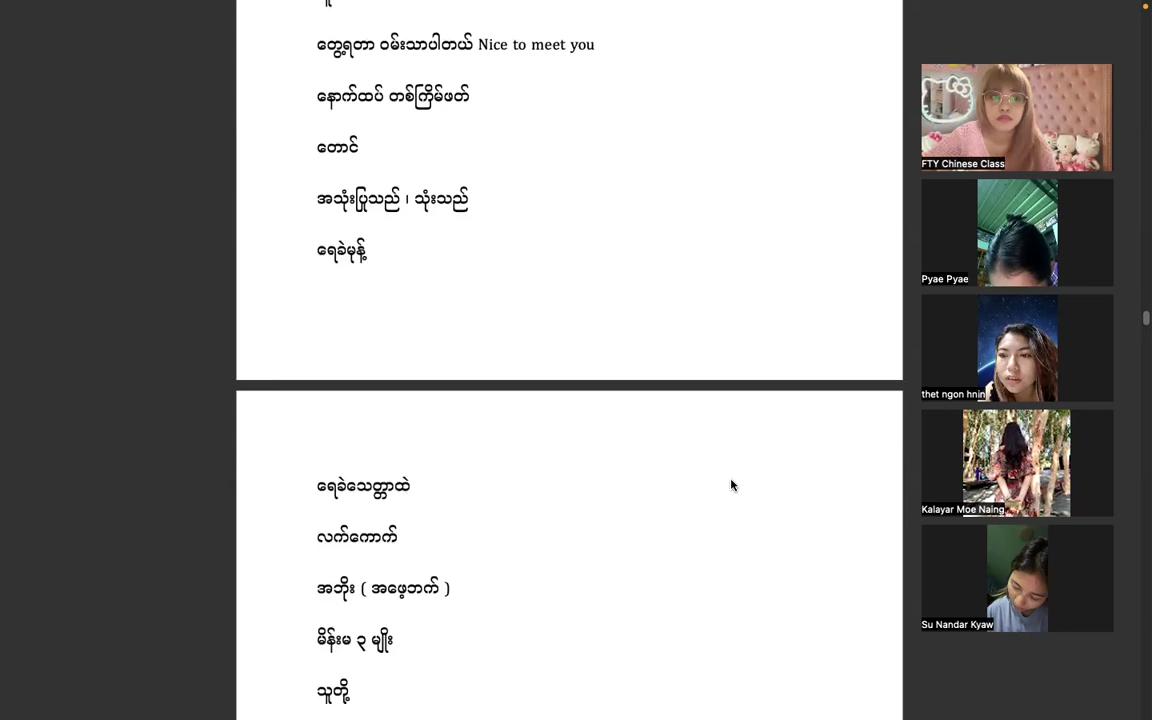 တွေ့ရတာ ဝမ်းသာပါတယ် Nice to meet you
နောက်ထပ် တစ်ကြိမ်ဖတ်
တောင်
အသုံးပြုသည် ၊ သုံးသည်
ရေခဲမုန့်
ရေခဲသေတ္တာထဲ
လက်ကောက်
အဘိုး ( အဖေ့ဘက် )
မိန်းမ ၃ မျိုး
သူတို့
FTY Chinese Class
Pyae Pyae
thet ngon hnin
Kalayar Moe Naing
Su Nandar Kyaw